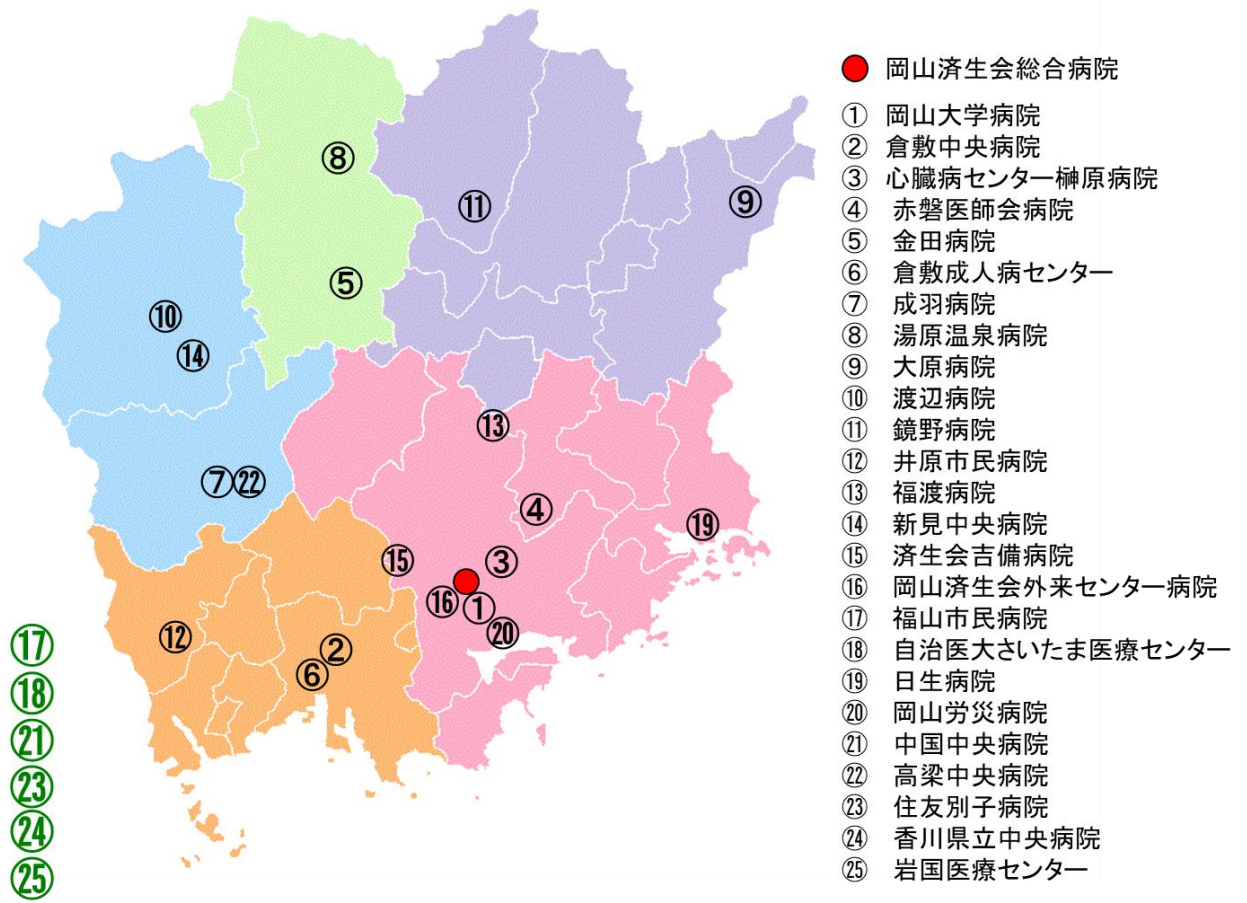 岡山済生会総合病院
① 岡山大学病院
② 倉敷中央病院
③ 心臓病センター榊原病院
④ 赤磐医師会病院
⑤ 金田病院
⑥ 倉敷成人病センター
⑦ 成羽病院
⑧ 湯原温泉病院
⑨ 大原病院
⑩ 渡辺病院
⑪ 鏡野病院
⑫ 井原市民病院
⑬ 福渡病院
⑭ 新見中央病院
⑮ 済生会吉備病院
⑯ 岡山済生会外来センター病院
⑰ 福山市民病院
⑱ 自治医大さいたま医療センター
⑲ 日生病院
⑳ 岡山労災病院
㉑ 中国中央病院
㉒ 高梁中央病院
㉓ 住友別子病院
㉔ 香川県立中央病院
㉕ 岩国医療センター
⑧
⑪
⑨
⑤
⑩
⑭
⑬
⑦㉒
④
⑲
⑮
③
⑯
①
⑳
⑫
②
⑥
⑰
⑱
㉑
㉓
㉔
㉕